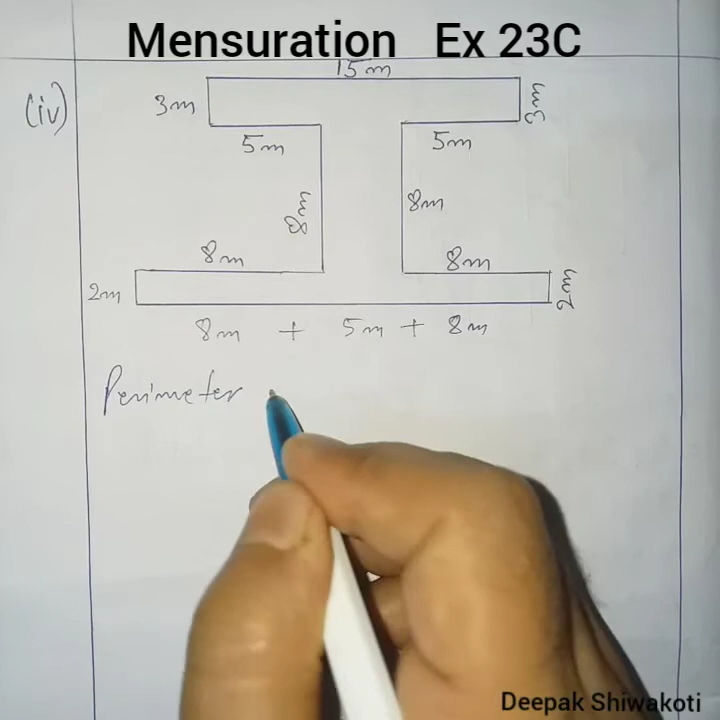 Mensuration Ex 23C
15m
(iv)
3m
3m
5m
5m
8m
8m
8m
8m
2m
2m
8m + 5m + 8m
Perimeter
Deepak Shiwakoti